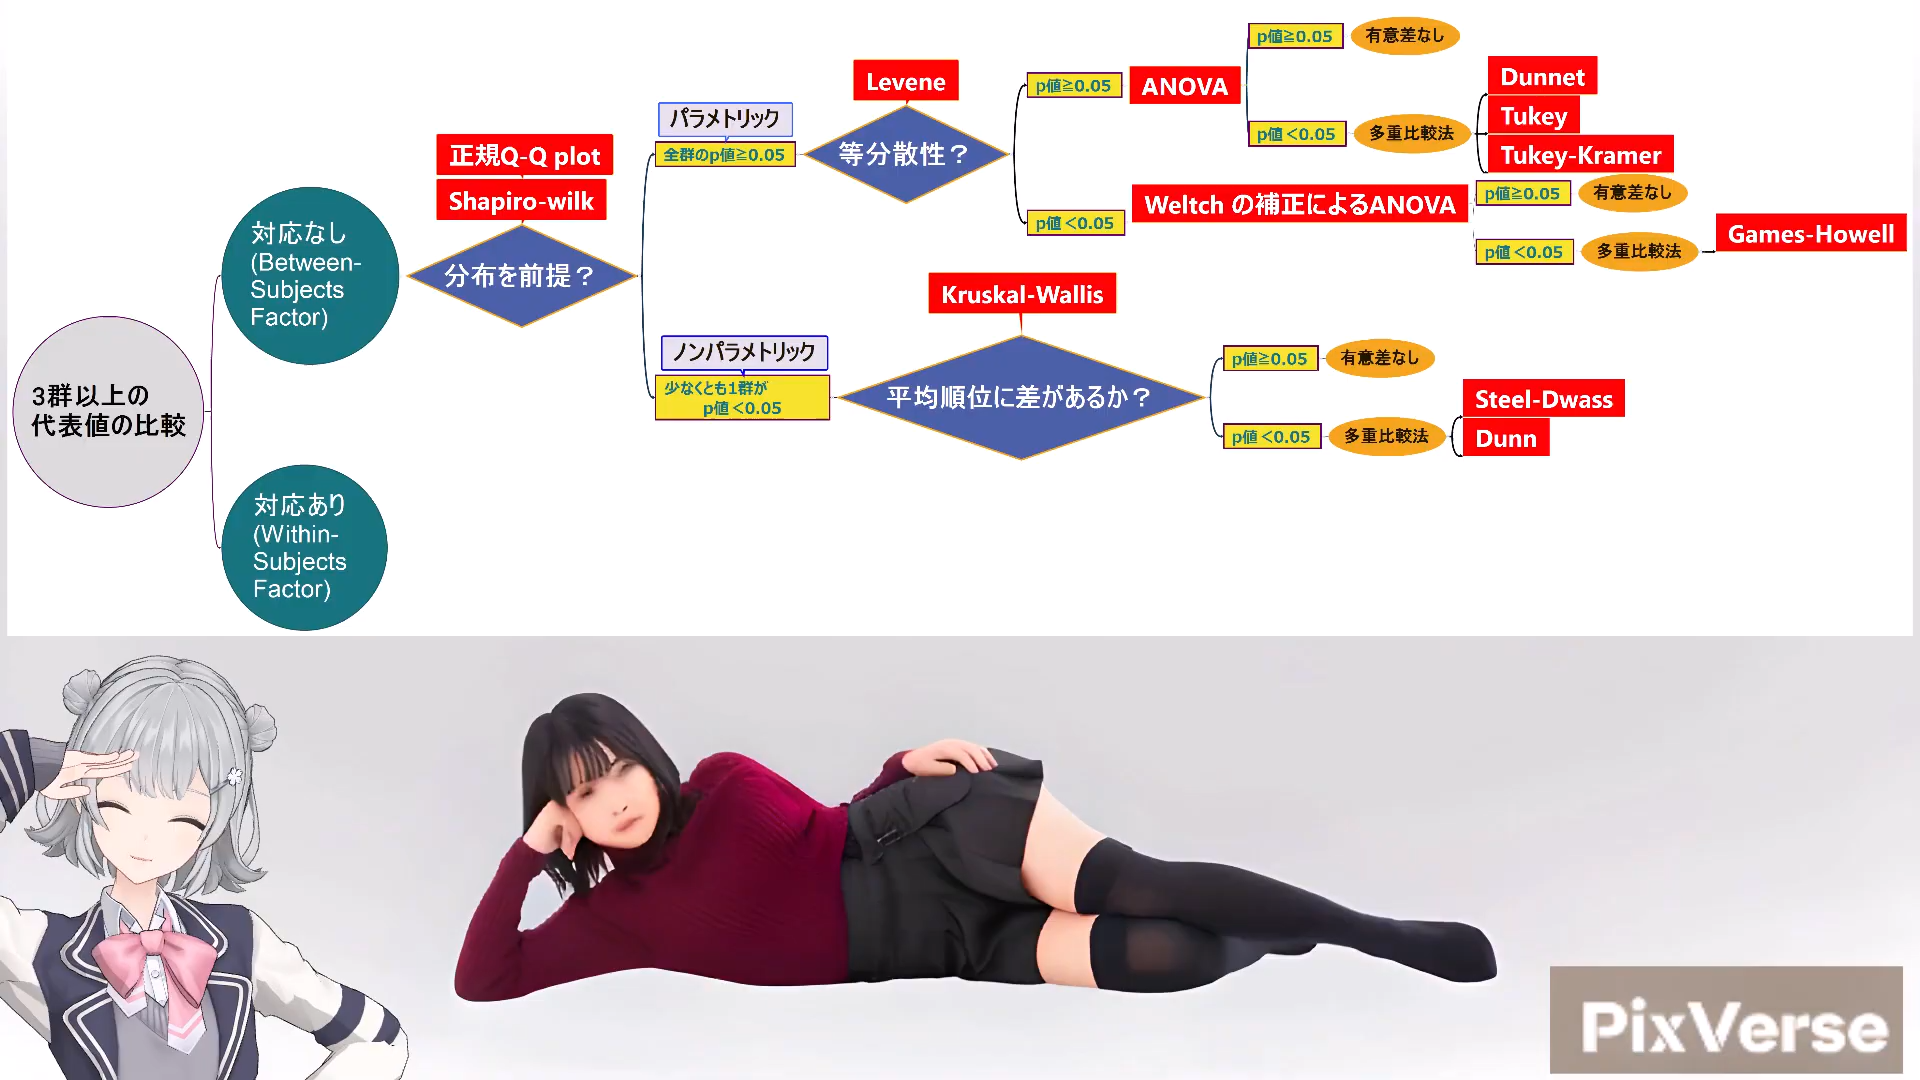 3群以上の
代表値の比較
対応なし
(Between-
Subjects
Factor)
対応あり
(Within-
Subjects
Factor)
正規Q-Q plot
Shapiro-wilk
分布を前提？
パラメトリック
全群のp値≧0.05
ノンパラメトリック
少なくとも1群が
p値＜0.05
Levene
等分散性？
p値≧0.05
ANOVA
p値≧0.05
有意差なし
p値＜0.05
多重比較法
Dunnet
Tukey
Tukey-Kramer
p値＜0.05
Weltch の補正によるANOVA
p値≧0.05
有意差なし
p値＜0.05
多重比較法
Games-Howell
Kruskal-Wallis
平均順位に差があるか？
p値≧0.05
有意差なし
p値＜0.05
多重比較法
Steel-Dwass
Dunn
PixVerse